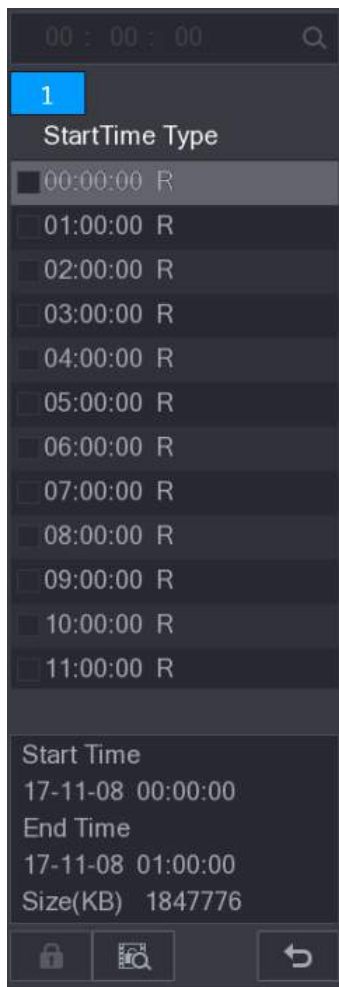 00 : 00 : 00
1
StartTime Type
00:00:00 R
01:00:00 R
02:00:00 R
03:00:00 R
04:00:00 R
05:00:00 R
06:00:00 R
07:00:00 R
08:00:00 R
09:00:00 R
10:00:00 R
11:00:00 R
Start Time
17-11-08 00:00:00
End Time
17-11-08 01:00:00
Size(KB) 1847776